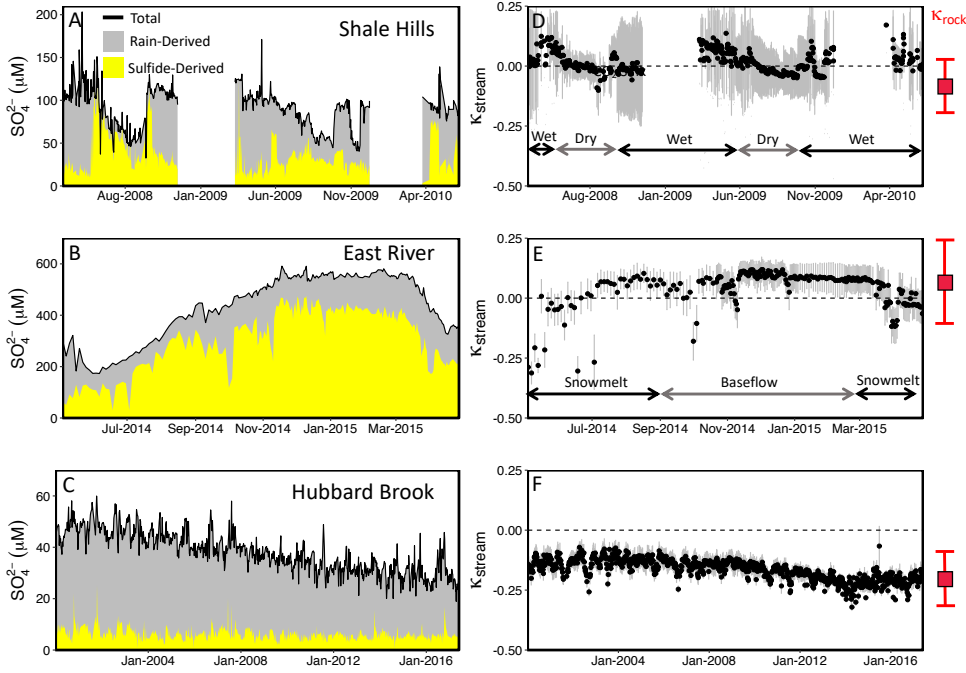 A
Total
Rain-Derived
Sulfide-Derived
Shale Hills
SO₄²⁻ (µM)
200
150
100
50
0
Aug-2008
Jan-2009
Jun-2009
Nov-2009
Apr-2010
D
κstream
0.25
0.00
-0.25
-0.50
Wet
Dry
Wet
Dry
Wet
Aug-2008
Jan-2009
Jun-2009
Nov-2009
Apr-2010
κrock
B
East River
SO₄²⁻ (µM)
600
400
200
0
Jul-2014
Sep-2014
Nov-2014
Jan-2015
Mar-2015
E
κstream
0.25
0.00
-0.25
-0.50
Snowmelt
Baseflow
Snowmelt
Jul-2014
Sep-2014
Nov-2014
Jan-2015
Mar-2015
C
Hubbard Brook
SO₄²⁻ (µM)
60
40
20
0
Jan-2004
Jan-2008
Jan-2012
Jan-2016
F
κstream
0.25
0.00
-0.25
-0.50
Jan-2004
Jan-2008
Jan-2012
Jan-2016